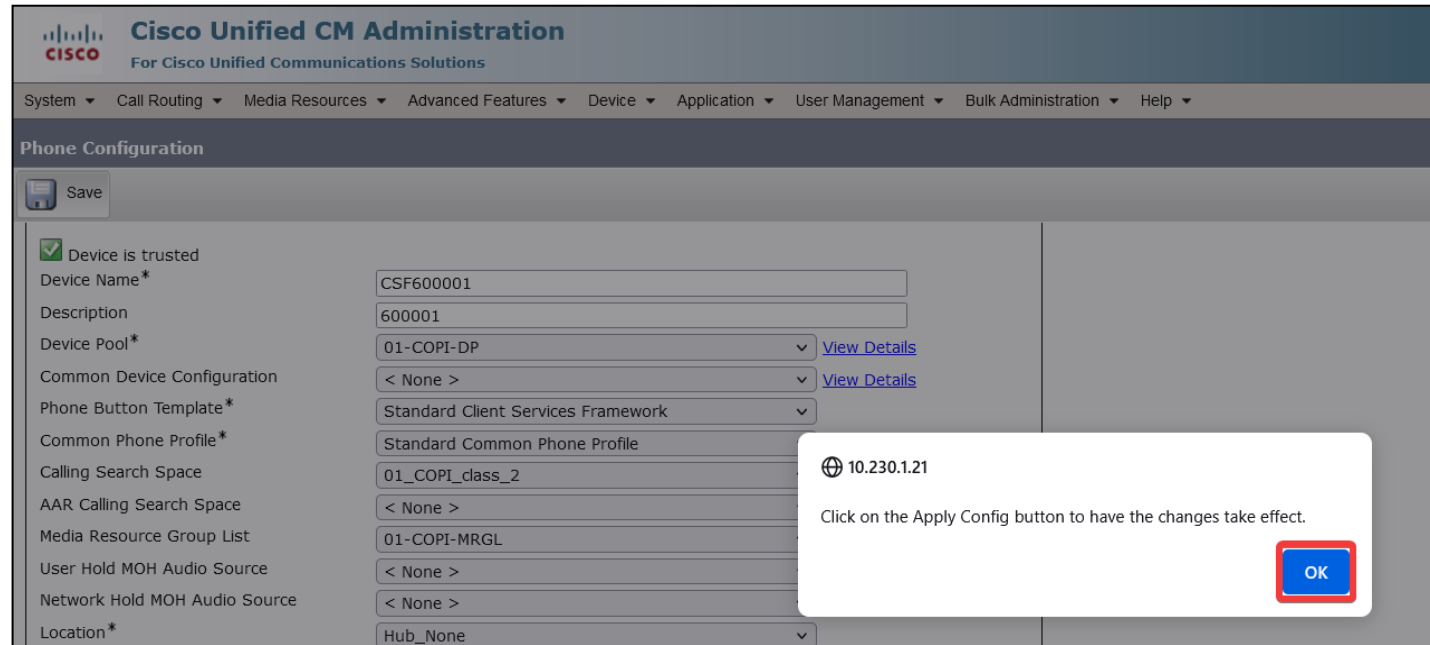 CISCO
Cisco Unified CM Administration
For Cisco Unified Communications Solutions
System Call Routing Media Resources Advanced Features Device Application User Management Bulk Administration Help
Phone Configuration
Save
Device is trusted
Device Name* CSF600001
Description 600001
Device Pool* 01-COPI-DP View Details
Common Device Configuration < None > View Details
Phone Button Template* Standard Client Services Framework
Common Phone Profile* Standard Common Phone Profile
Calling Search Space 01_COPI_class_2
AAR Calling Search Space < None >
Media Resource Group List 01-COPI-MRGL
User Hold MOH Audio Source < None >
Network Hold MOH Audio Source < None >
Location* Hub_None
10.230.1.21
Click on the Apply Config button to have the changes take effect.
OK